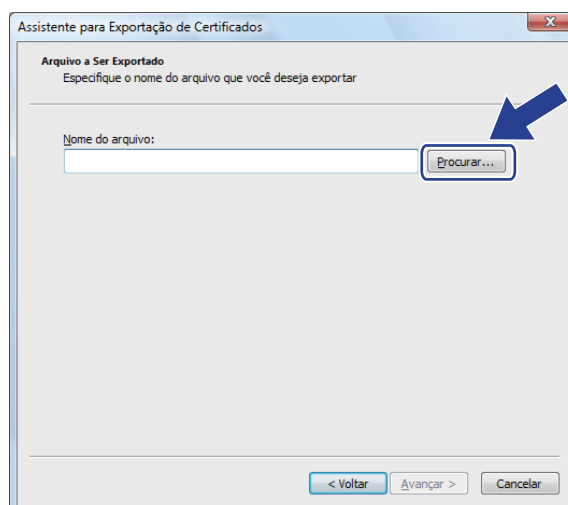 Assistente para Exportação de Certificados
Arquivo a Ser Exportado
Especifique o nome do arquivo que você deseja exportar
Nome do arquivo:
Procurar...
< Voltar Avançar > Cancelar